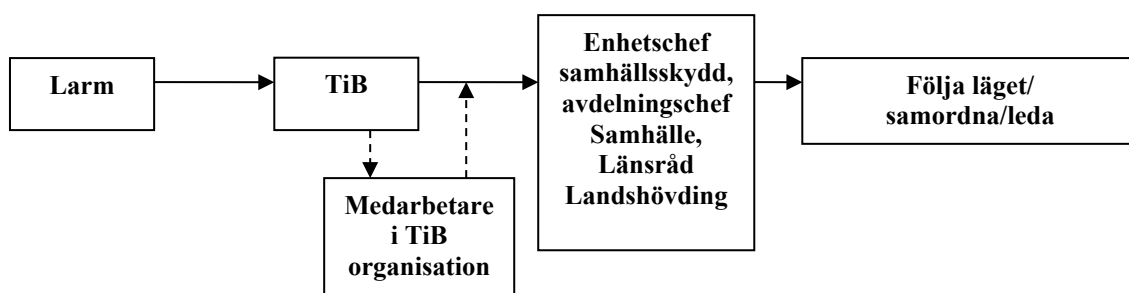 Larm
TiB
Enhetschef
samhällsskydd,
avdelningschef
Samhälle,
Länsråd
Landshövding
Följa läget/
samordna/leda
Medarbetare
i TiB
organisation